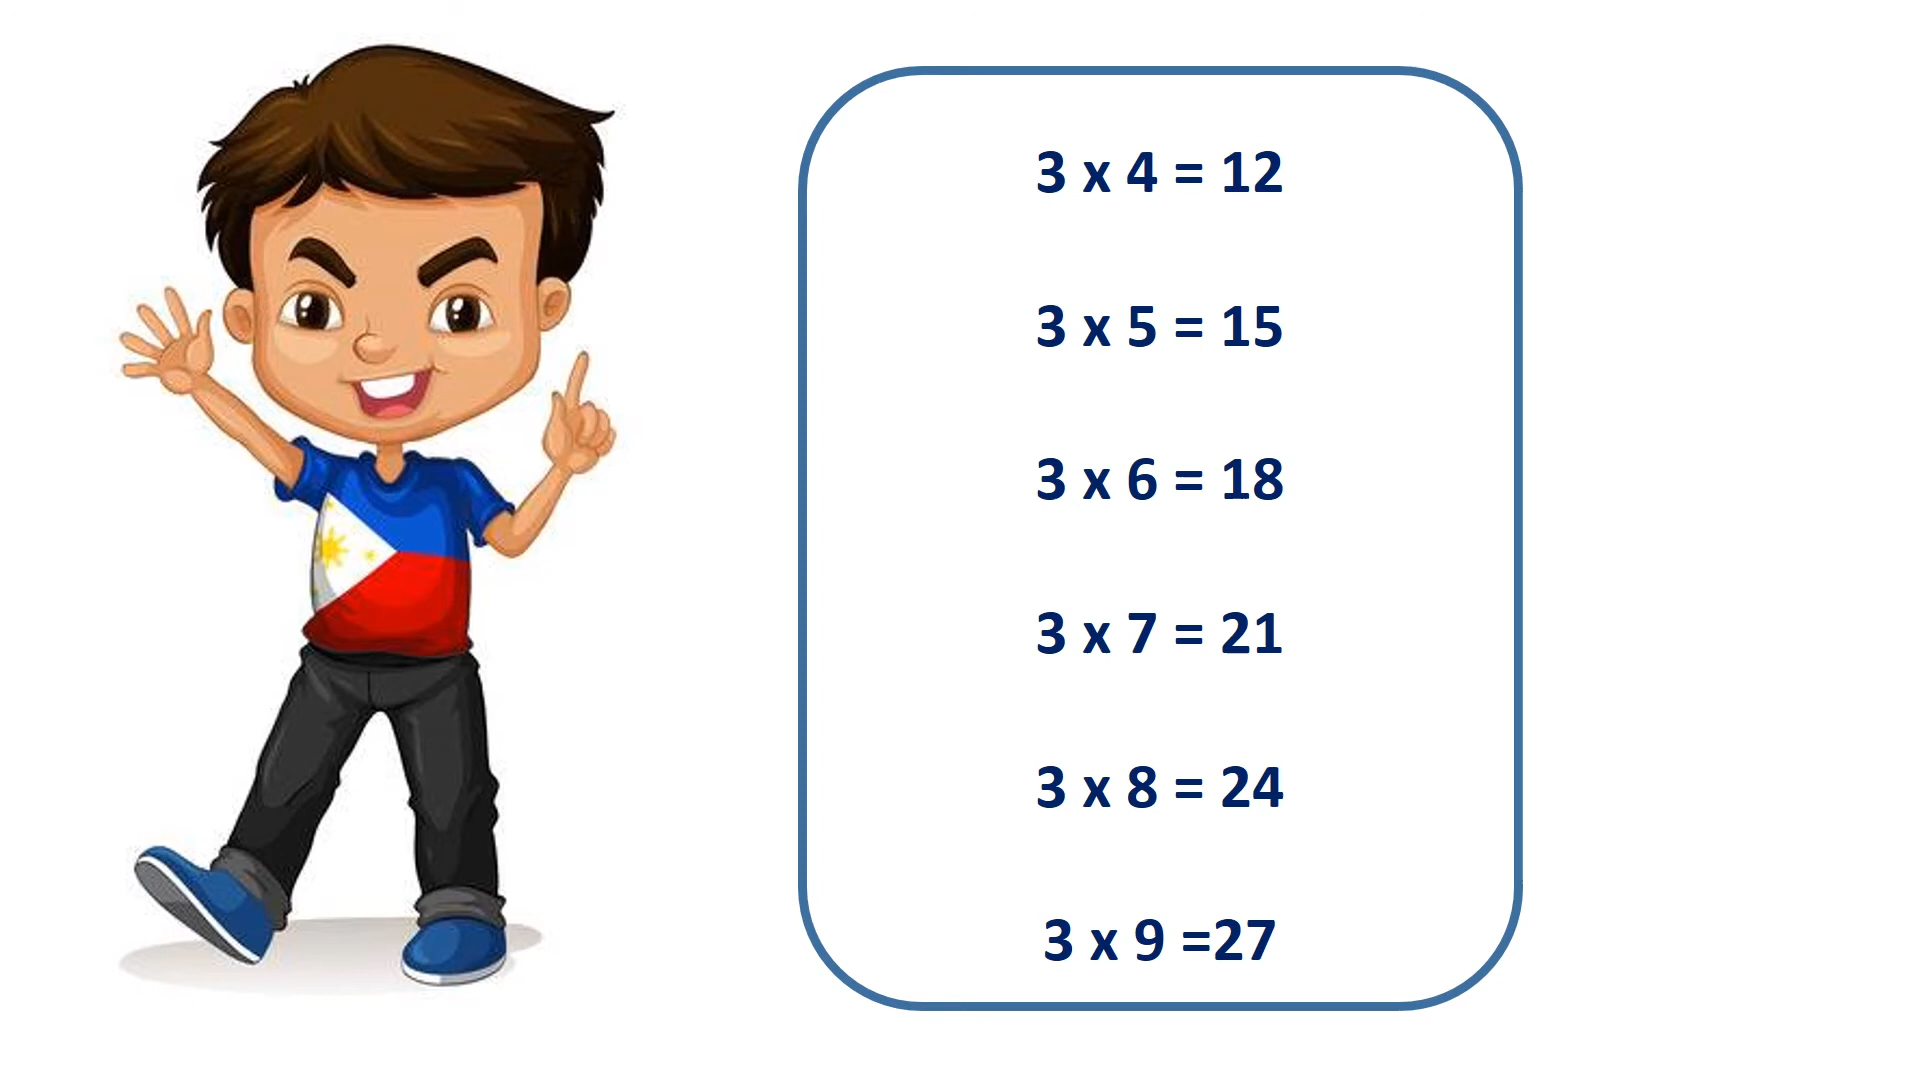 3 x 4 = 12
3 x 5 = 15
3 x 6 = 18
3 x 7 = 21
3 x 8 = 24
3 x 9 =27